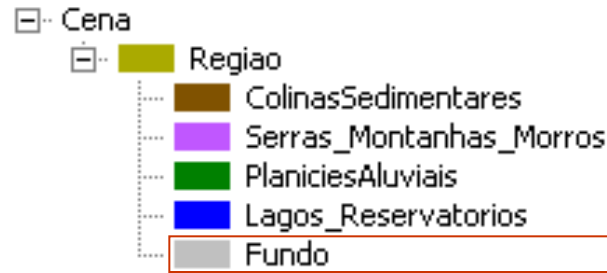 Cena
Regiao
ColinasSedimentares
Serras_Montanhas_Morros
PlaniciesAluviais
Lagos_Reservatorios
Fundo